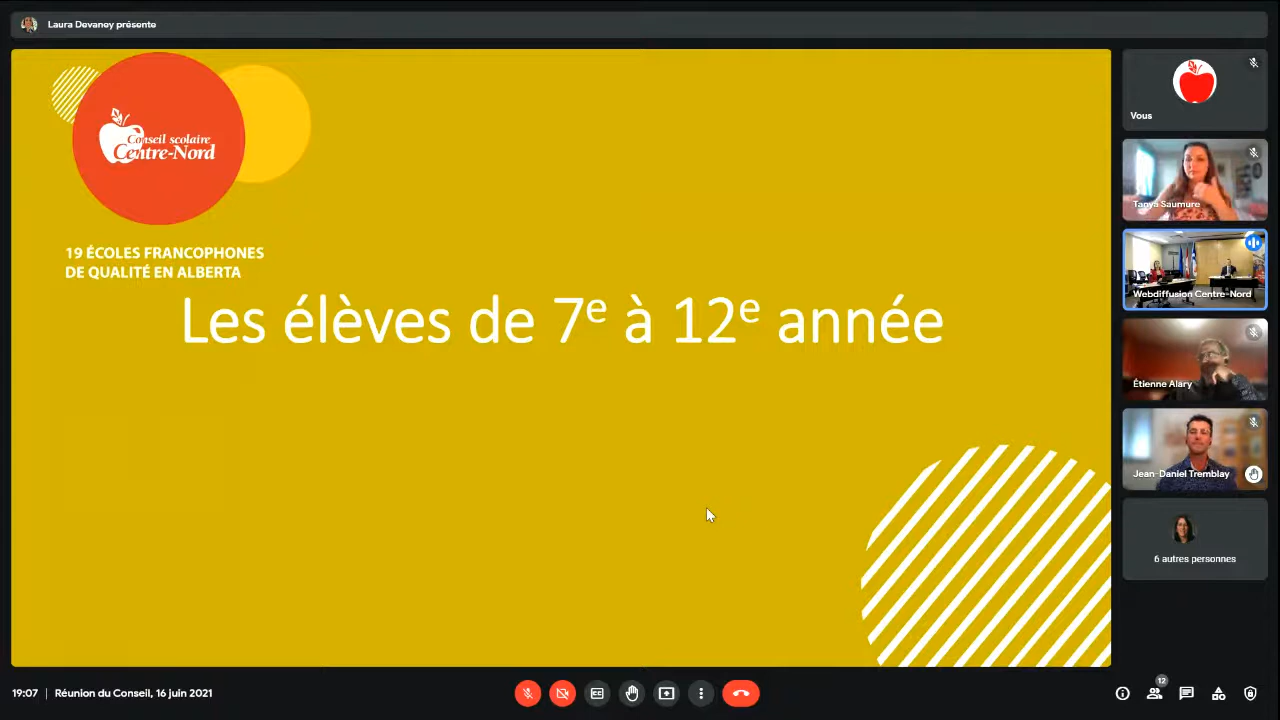 Laura Devaney présente
Conseil scolaire
Centre-Nord
19 ÉCOLES FRANCOPHONES
DE QUALITÉ EN ALBERTA
Les élèves de 7e à 12e année
Vous
Tanya Saumure
Webdiffusion Centre-Nord
Étienne Alary
Jean-Daniel Tremblay
6 autres personnes
19:07 | Réunion du Conseil, 16 juin 2021
CC
12